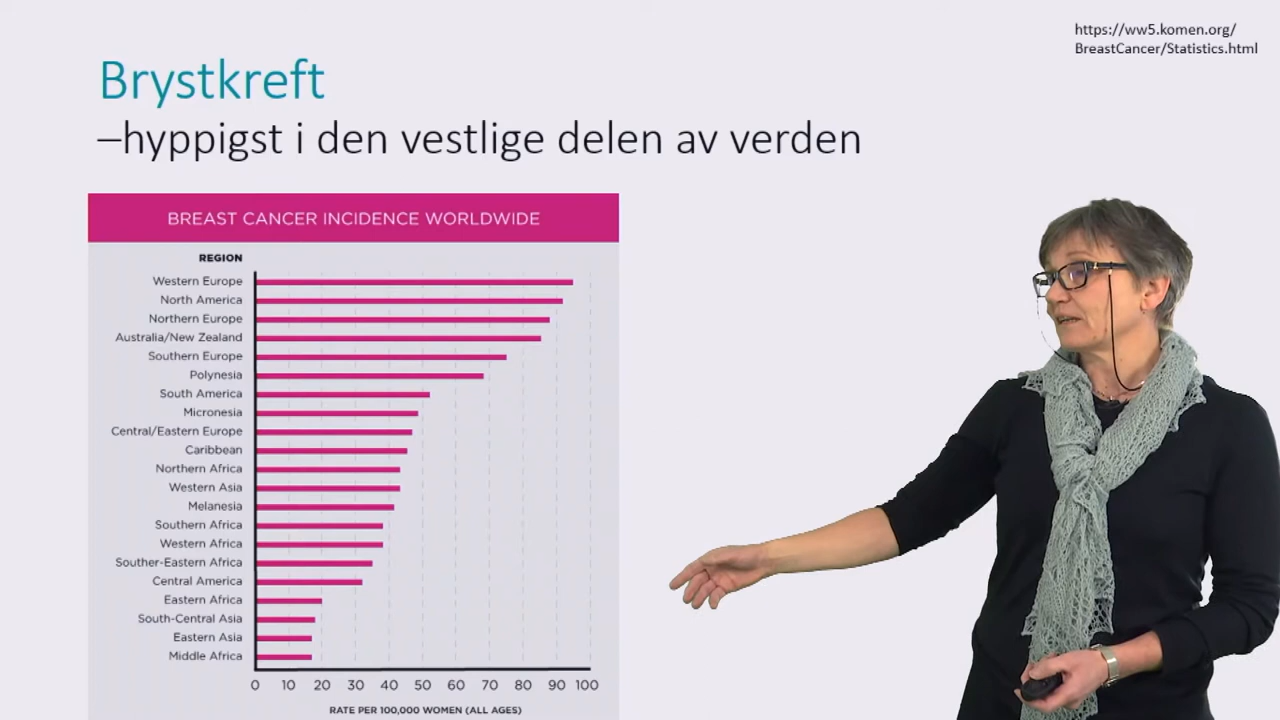 https://ww5.komen.org/
BreastCancer/Statistics.html
Brystkreft
–hyppigst i den vestlige delen av verden
BREAST CANCER INCIDENCE WORLDWIDE
REGION
Western Europe
North America
Northern Europe
Australia/New Zealand
Southern Europe
Polynesia
South America
Micronesia
Central/Eastern Europe
Caribbean
Northern Africa
Western Asia
Melanesia
Southern Africa
Western Africa
Souther-Eastern Africa
Central America
Eastern Africa
South-Central Asia
Eastern Asia
Middle Africa
0 10 20 30 40 50 60 70 80 90 100
RATE PER 100,000 WOMEN (ALL AGES)